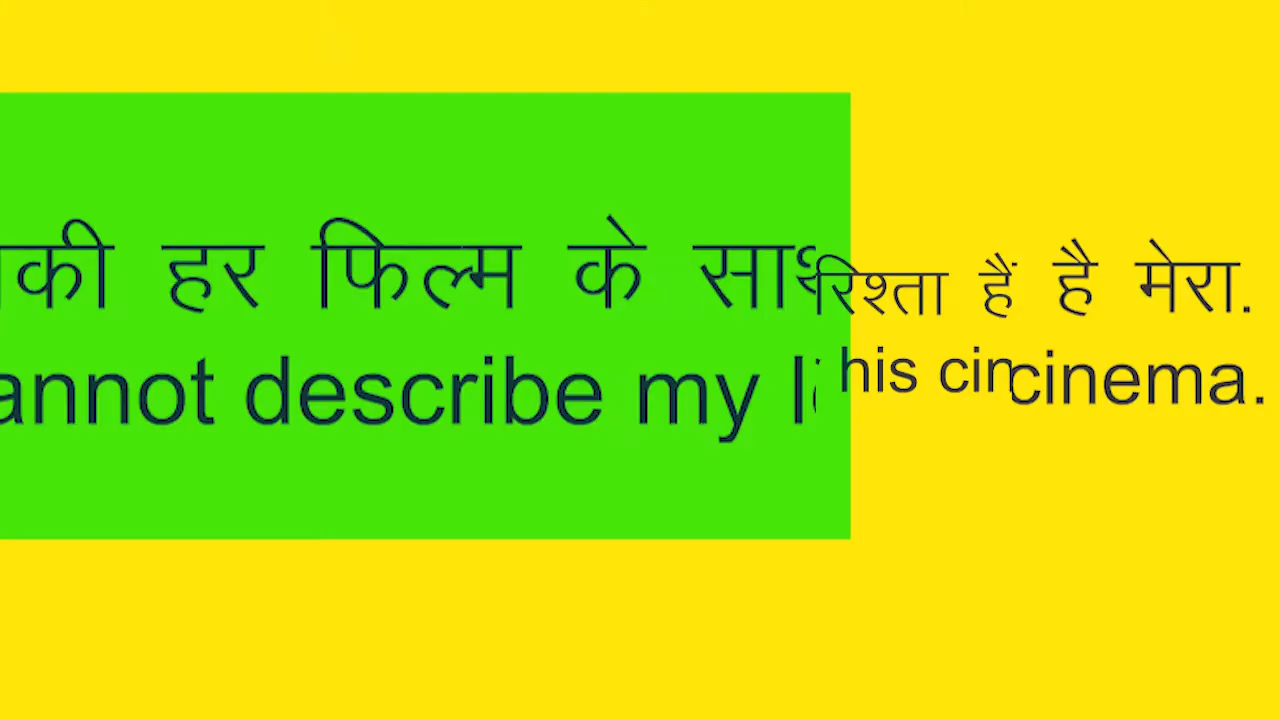 की हर फिल्म के साथ रिश्ता हैं है मेरा.
annot describe my l his cin cinema.